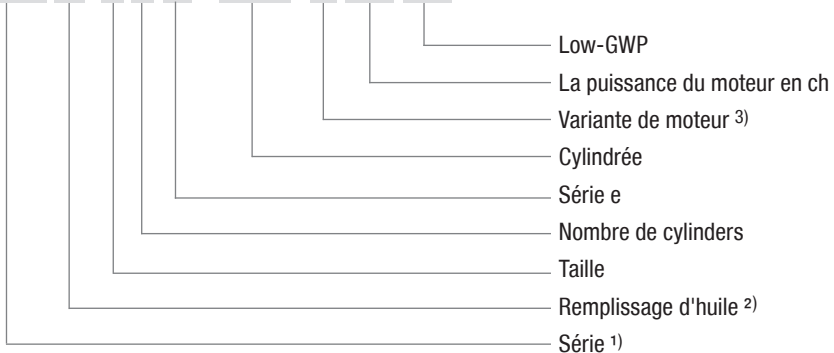 Low-GWP
La puissance du moteur en ch
Variante de moteur 3)
Cylindrée
Série e
Nombre de cylinders
Taille
Remplissage d'huile 2)
Série 1)